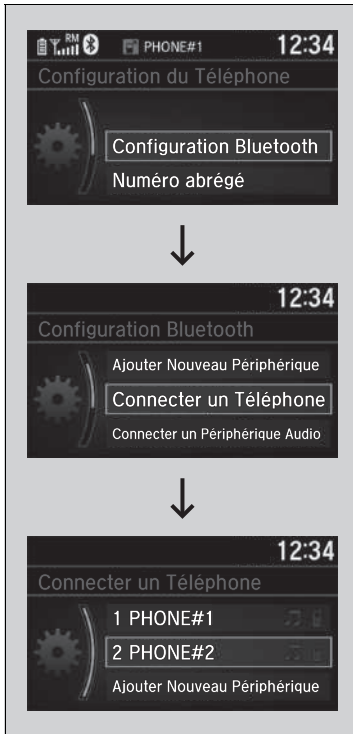 RM PHONE#1 12:34
Configuration du Téléphone
Configuration Bluetooth
Numéro abrégé
12:34
Configuration Bluetooth
Ajouter Nouveau Périphérique
Connecter un Téléphone
Connecter un Périphérique Audio
12:34
Connecter un Téléphone
1 PHONE#1
2 PHONE#2
Ajouter Nouveau Périphérique